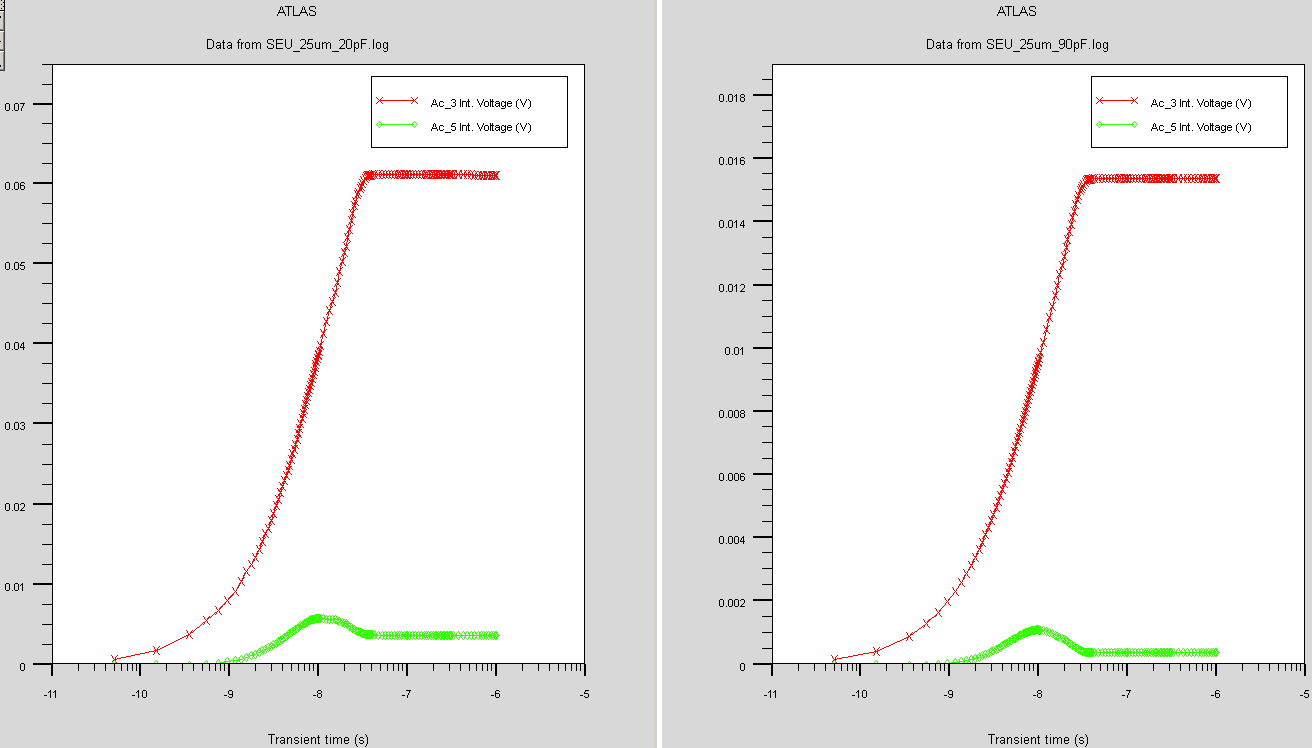 ATLAS
Data from SEU_25um_20pF.log
Ac_3 Int. Voltage (V)
Ac_5 Int. Voltage (V)
0.07
0.06
0.05
0.04
0.03
0.02
0.01
0
-11 -10 -9 -8 -7 -6 -5
Transient time (s)
ATLAS
Data from SEU_25um_90pF.log
Ac_3 Int. Voltage (V)
Ac_5 Int. Voltage (V)
0.018
0.016
0.014
0.012
0.01
0.008
0.006
0.004
0.002
0
-11 -10 -9 -8 -7 -6 -5
Transient time (s)